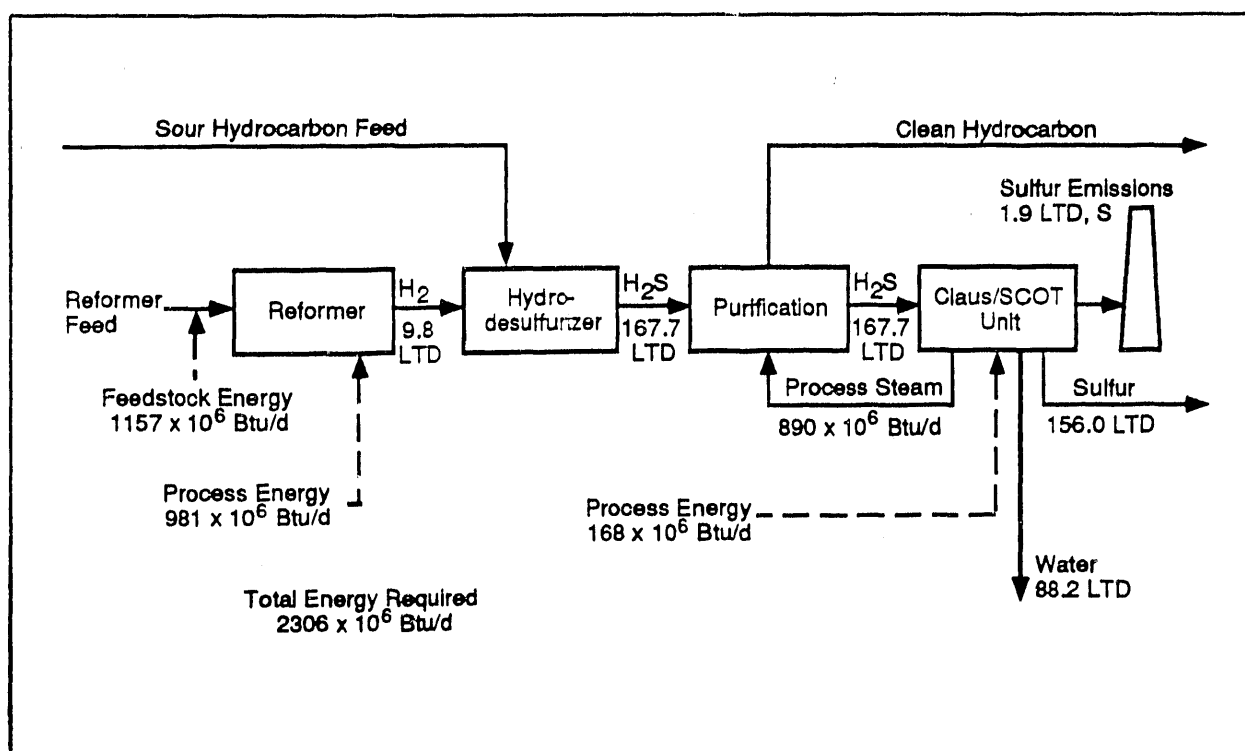 Sour Hydrocarbon Feed
Clean Hydrocarbon
Sulfur Emissions
1.9 LTD, S
Reformer
Feed
Reformer
H2
9.8
LTD
Hydro-
desulfurizer
H2S
167.7
LTD
Purification
H2S
167.7
LTD
Claus/SCOT
Unit
Process Steam
890 x 10^6 Btu/d
Sulfur
156.0 LTD
Feedstock Energy
1157 x 10^6 Btu/d
Process Energy
981 x 10^6 Btu/d
Process Energy
168 x 10^6 Btu/d
Water
88.2 LTD
Total Energy Required
2306 x 10^6 Btu/d